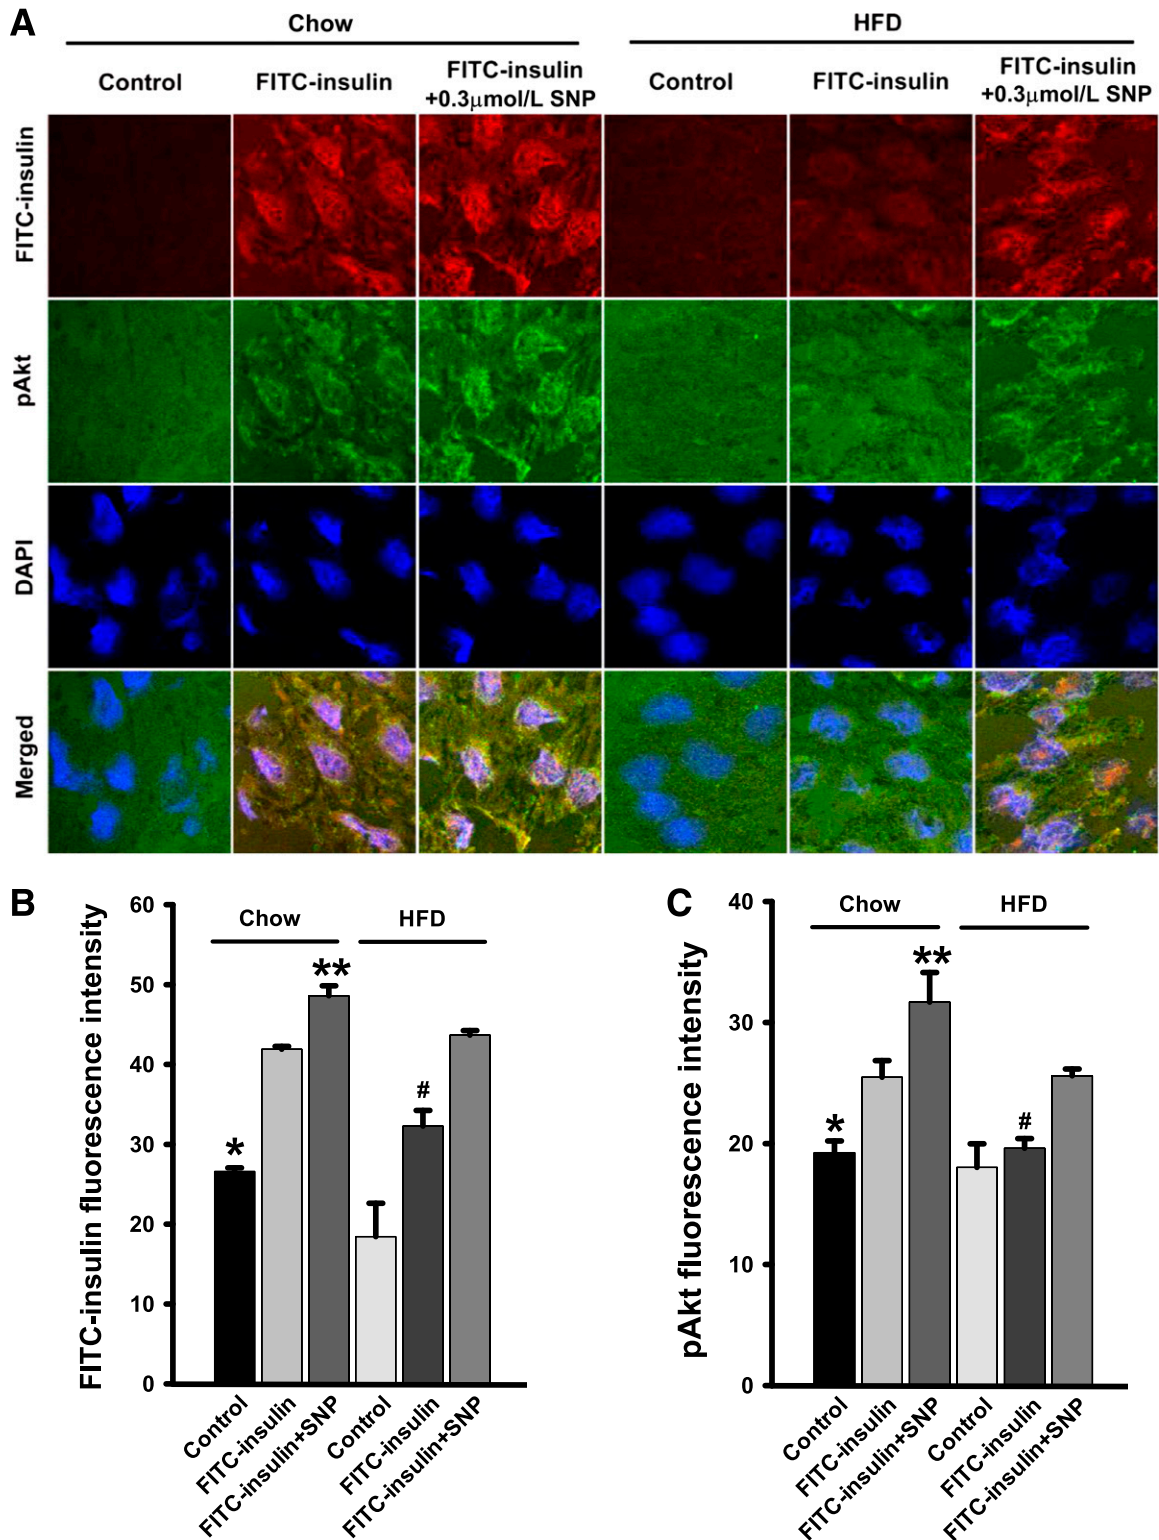 A
Chow
HFD
Control
FITC-insulin
FITC-insulin
+0.3μmol/L SNP
Control
FITC-insulin
FITC-insulin
+0.3μmol/L SNP
FITC-insulin
pAkt
DAPI
Merged
B
FITC-insulin fluorescence intensity
60
50
40
30
20
10
0
Chow
HFD
*
**
#
Control
FITC-insulin
FITC-insulin+SNP
Control
FITC-insulin
FITC-insulin+SNP
C
pAkt fluorescence intensity
40
30
20
10
0
Chow
HFD
*
**
#
Control
FITC-insulin
FITC-insulin+SNP
Control
FITC-insulin
FITC-insulin+SNP